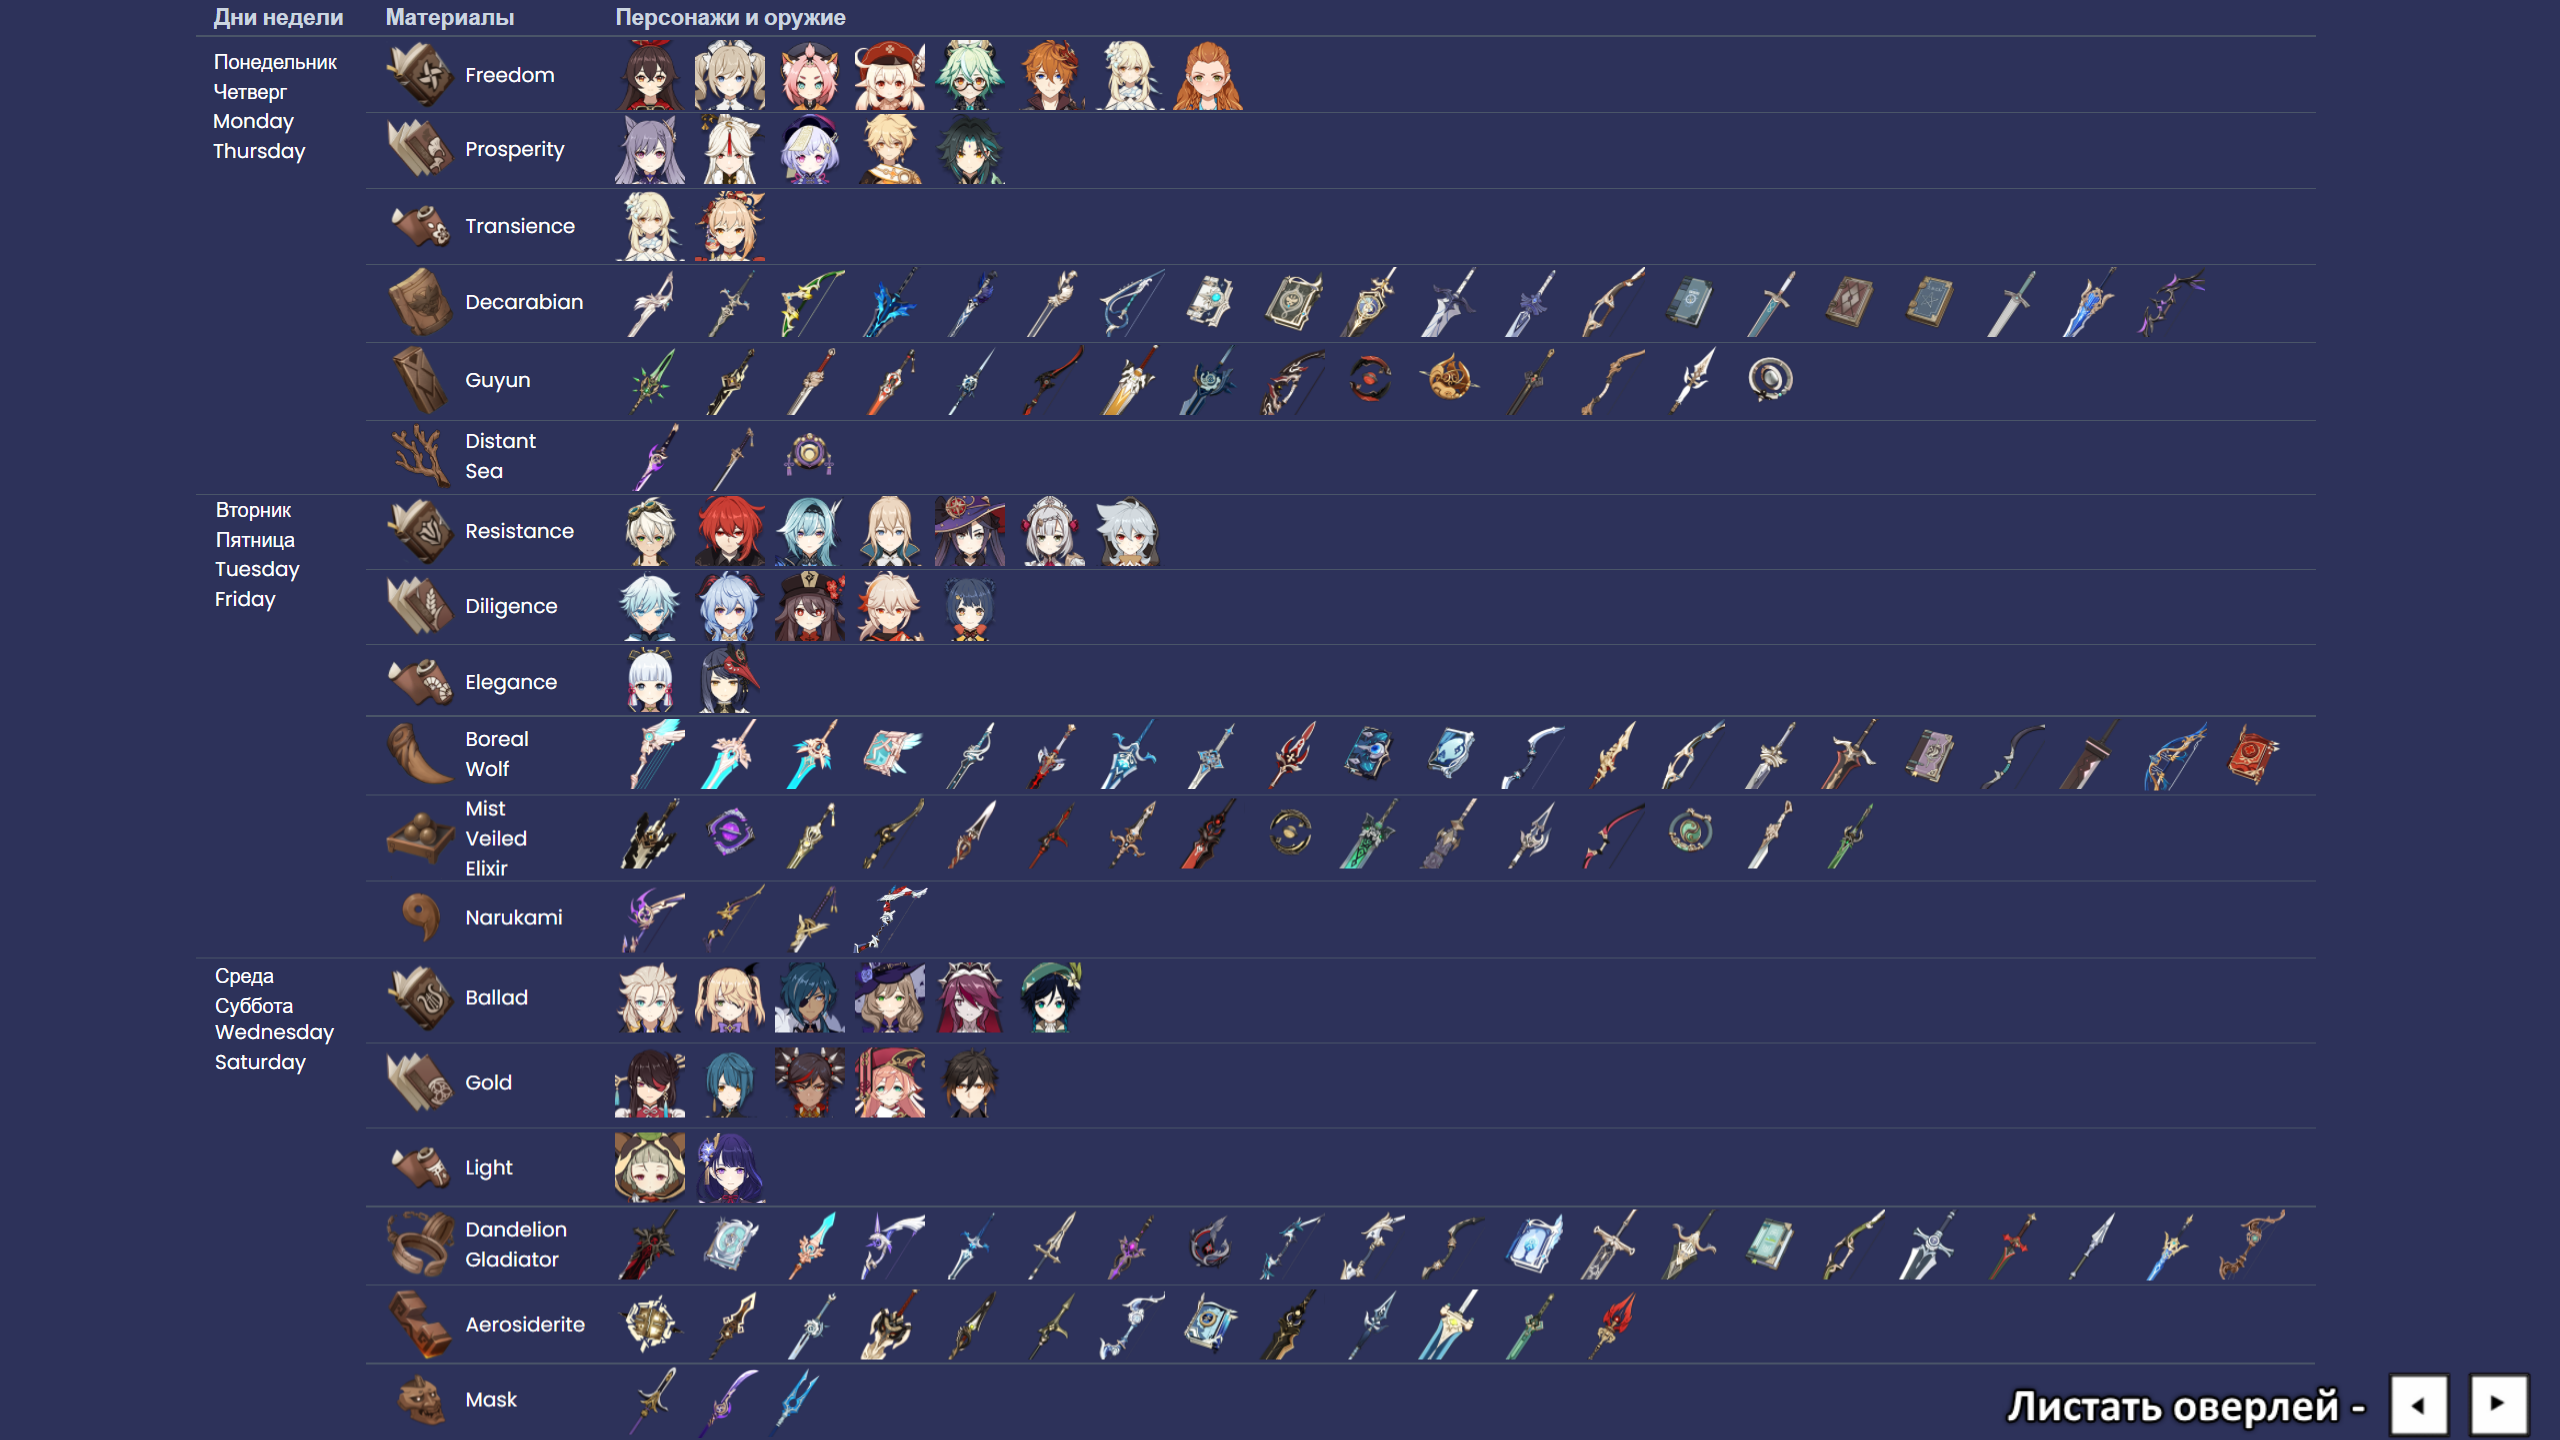 Дни недели
Материалы
Персонажи и оружие
Понедельник
Четверг
Monday
Thursday
Freedom
Prosperity
Transience
Decarabian
Guyun
Distant
Sea
Вторник
Пятница
Tuesday
Friday
Resistance
Diligence
Elegance
Boreal
Wolf
Mist
Veiled
Elixir
Narukami
Среда
Суббота
Wednesday
Saturday
Ballad
Gold
Light
Dandelion
Gladiator
Aerosiderite
Mask
Листать оверлей -